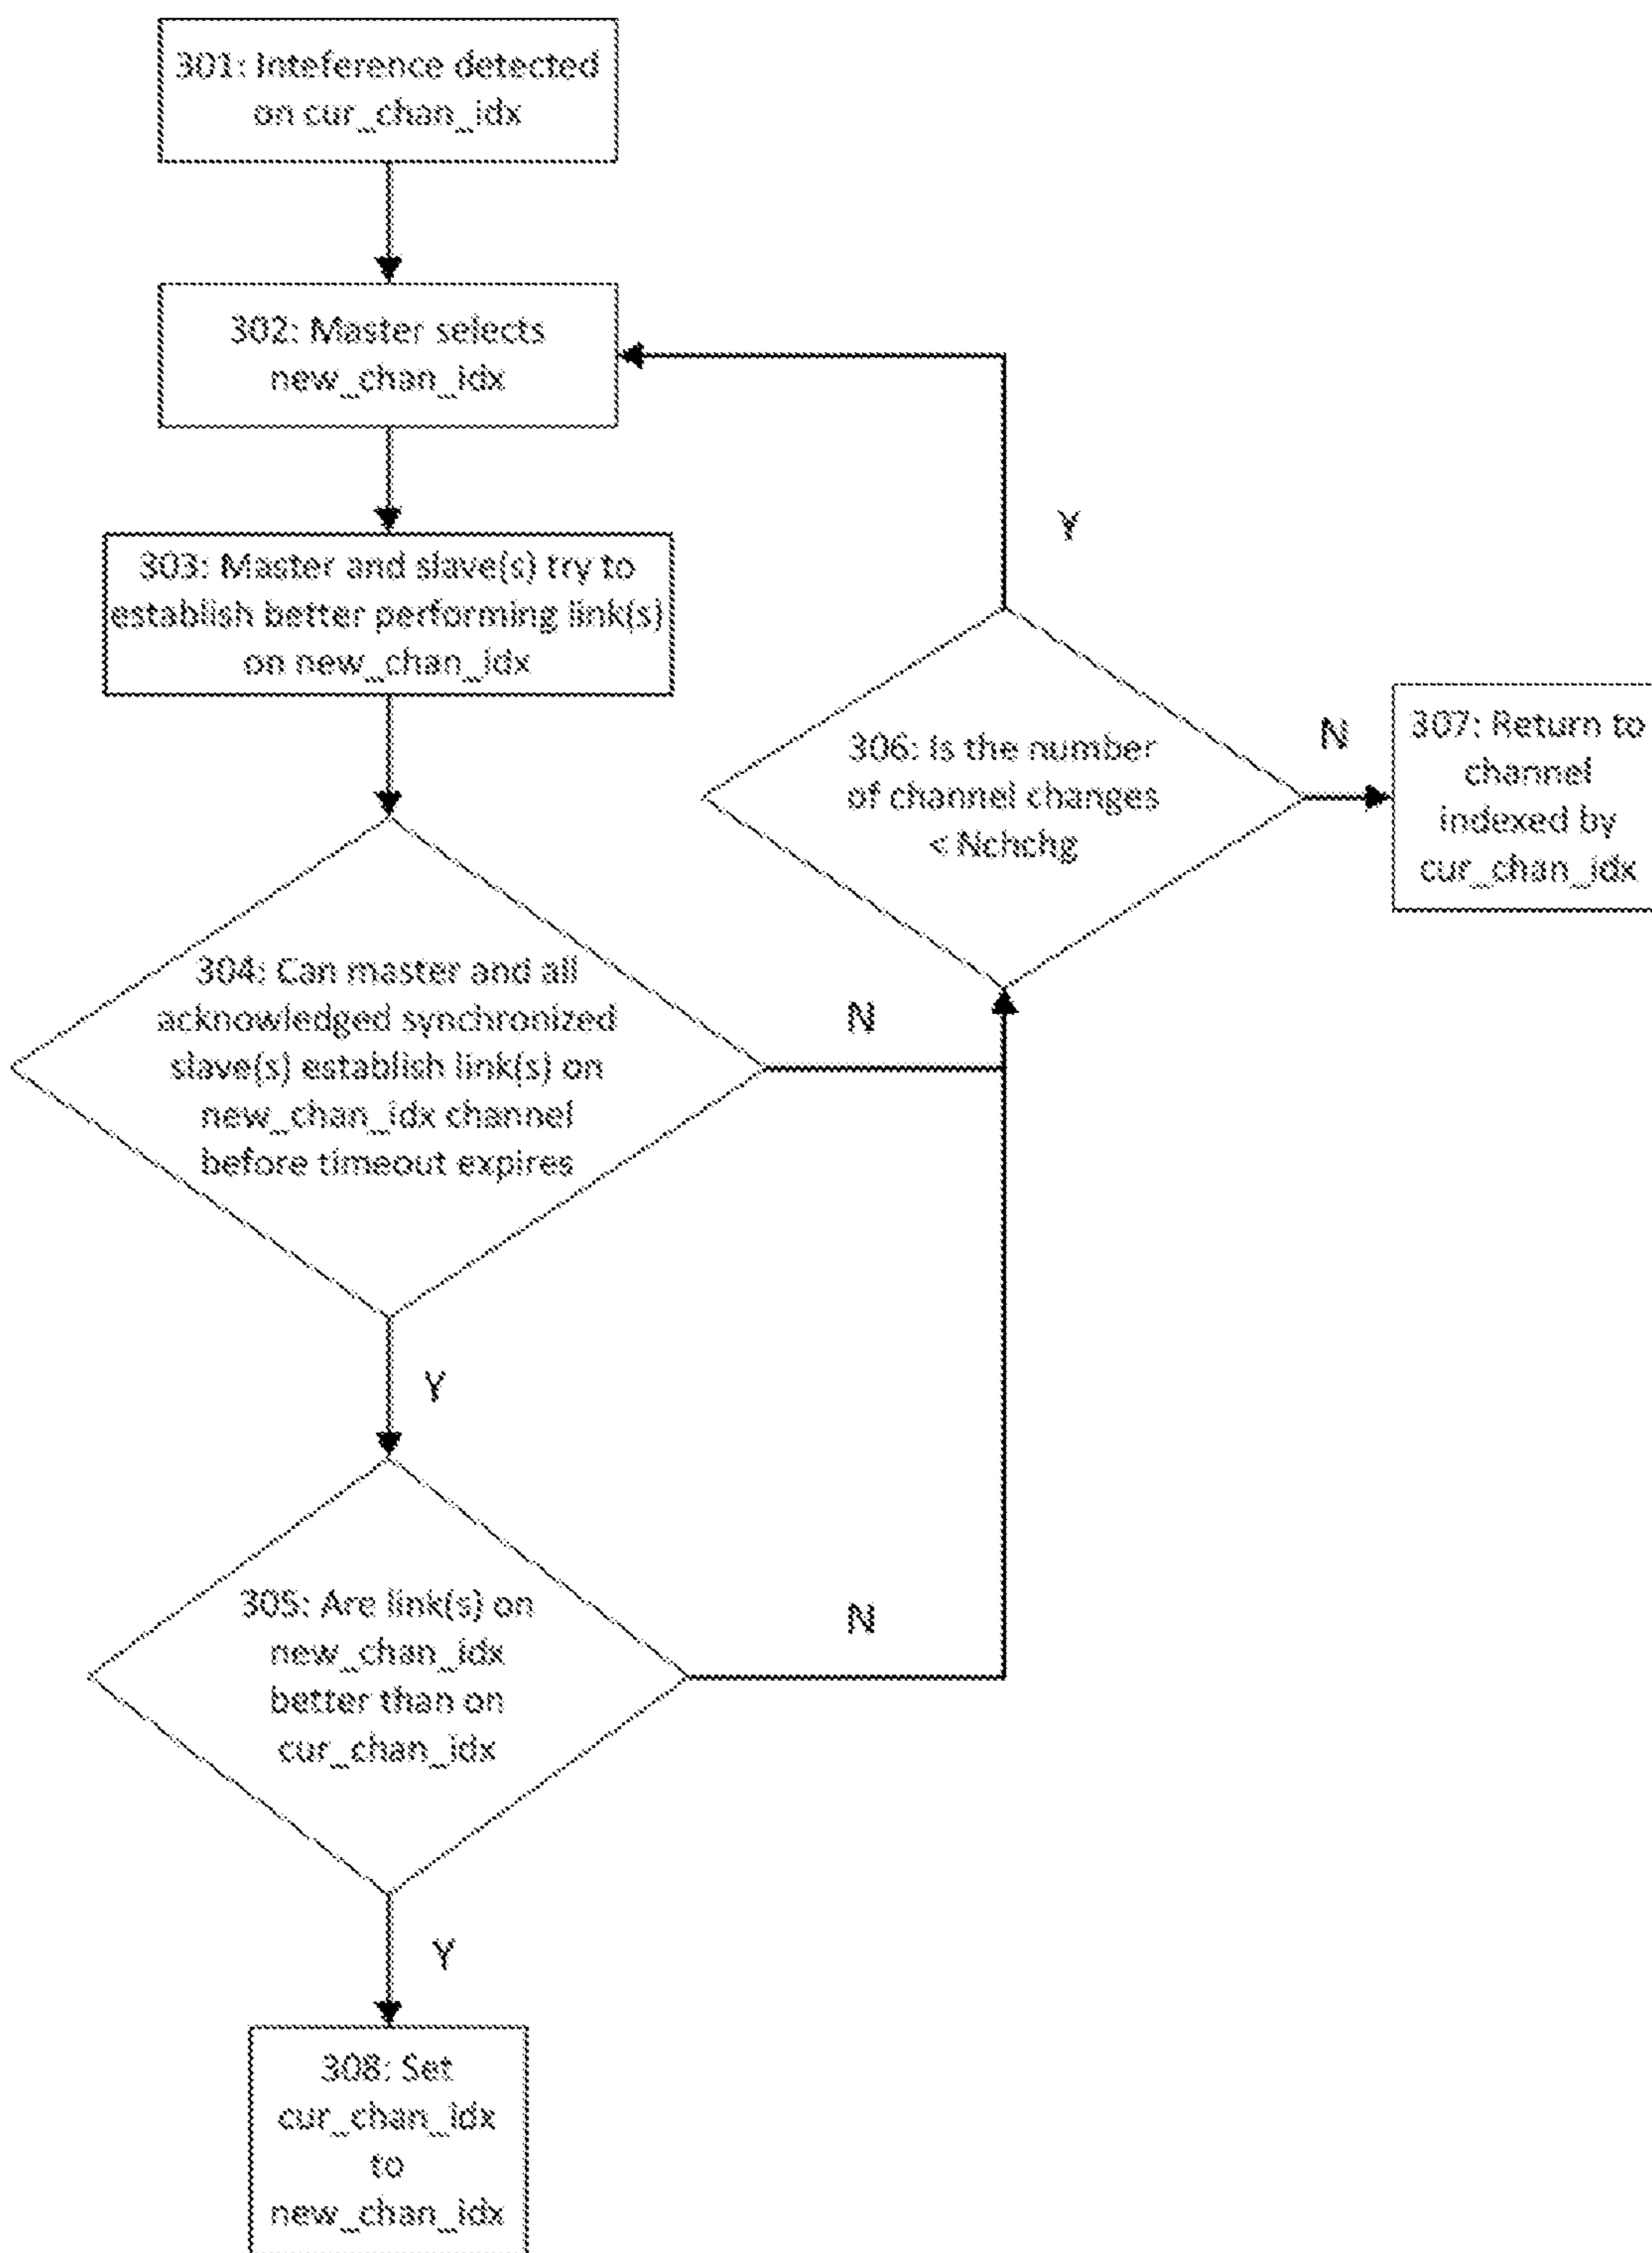 301: Inteference detected
on cur_chan_idx
302: Master selects
new_chan_idx
303: Master and slave(s) try to
establish better performing link(s)
on new_chan_idx
Y
306: Is the number
of channel changes
< Nchchg
N
307: Return to
channel
indexed by
cur_chan_idx
304: Can master and all
acknowledged synchronized
slave(s) establish link(s) on
new_chan_idx channel
before timeout expires
N
Y
305: Are link(s) on
new_chan_idx
better than on
cur_chan_idx
N
Y
308: Set
cur_chan_idx
to
new_chan_idx